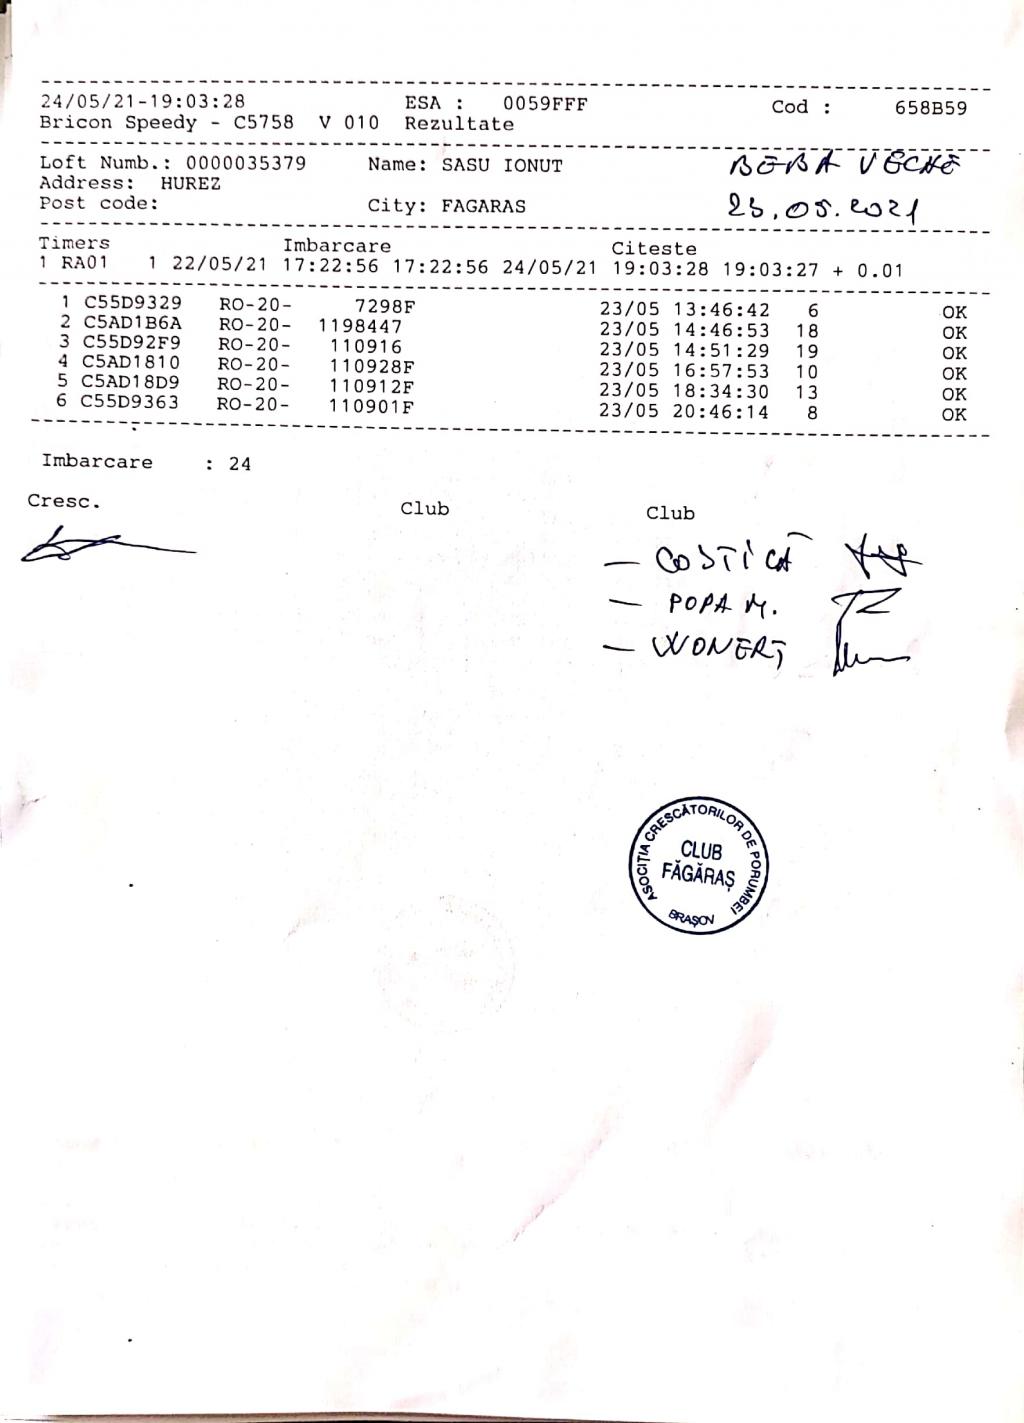 24/05/21-19:03:28 ESA : 0059FFF Cod : 658B59
Bricon Speedy - C5758 V 010 Rezultate
Loft Numb.: 0000035379 Name: SASU IONUT BEBA VECHE
Address: HUREZ
Post code: City: FAGARAS 23.05.2021
Timers Imbarcare Citeste
1 RA01 1 22/05/21 17:22:56 17:22:56 24/05/21 19:03:28 19:03:27 + 0.01
1 C55D9329 RO-20- 7298F 23/05 13:46:42 6 OK
2 C5AD1B6A RO-20- 1198447 23/05 14:46:53 18 OK
3 C55D92F9 RO-20- 110916 23/05 14:51:29 19 OK
4 C5AD1810 RO-20- 110928F 23/05 16:57:53 10 OK
5 C5AD18D9 RO-20- 110912F 23/05 18:34:30 13 OK
6 C55D9363 RO-20- 110901F 23/05 20:46:14 8 OK
Imbarcare : 24
Cresc. Club Club
- COSTICĂ
- POPA M.
- WONERȚ
ASOCIȚIA CRESCĂTORILOR DE PORUMBEI
CLUB
FĂGĂRAȘ
BRAȘOV